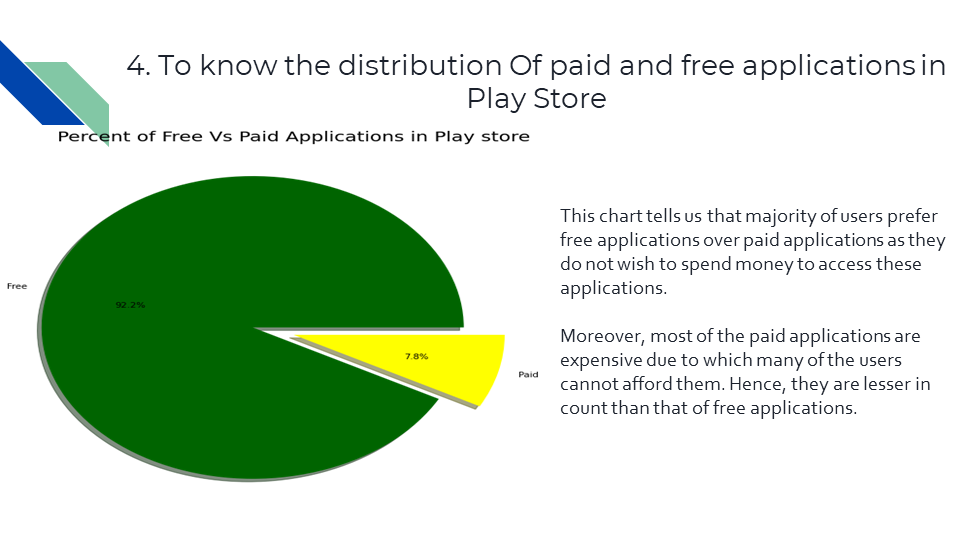 4. To know the distribution Of paid and free applications in
Play Store
Percent of Free Vs Paid Applications in Play store
Free
92.2%
7.8%
Paid
This chart tells us that majority of users prefer
free applications over paid applications as they
do not wish to spend money to access these
applications.
Moreover, most of the paid applications are
expensive due to which many of the users
cannot afford them. Hence, they are lesser in
count than that of free applications.